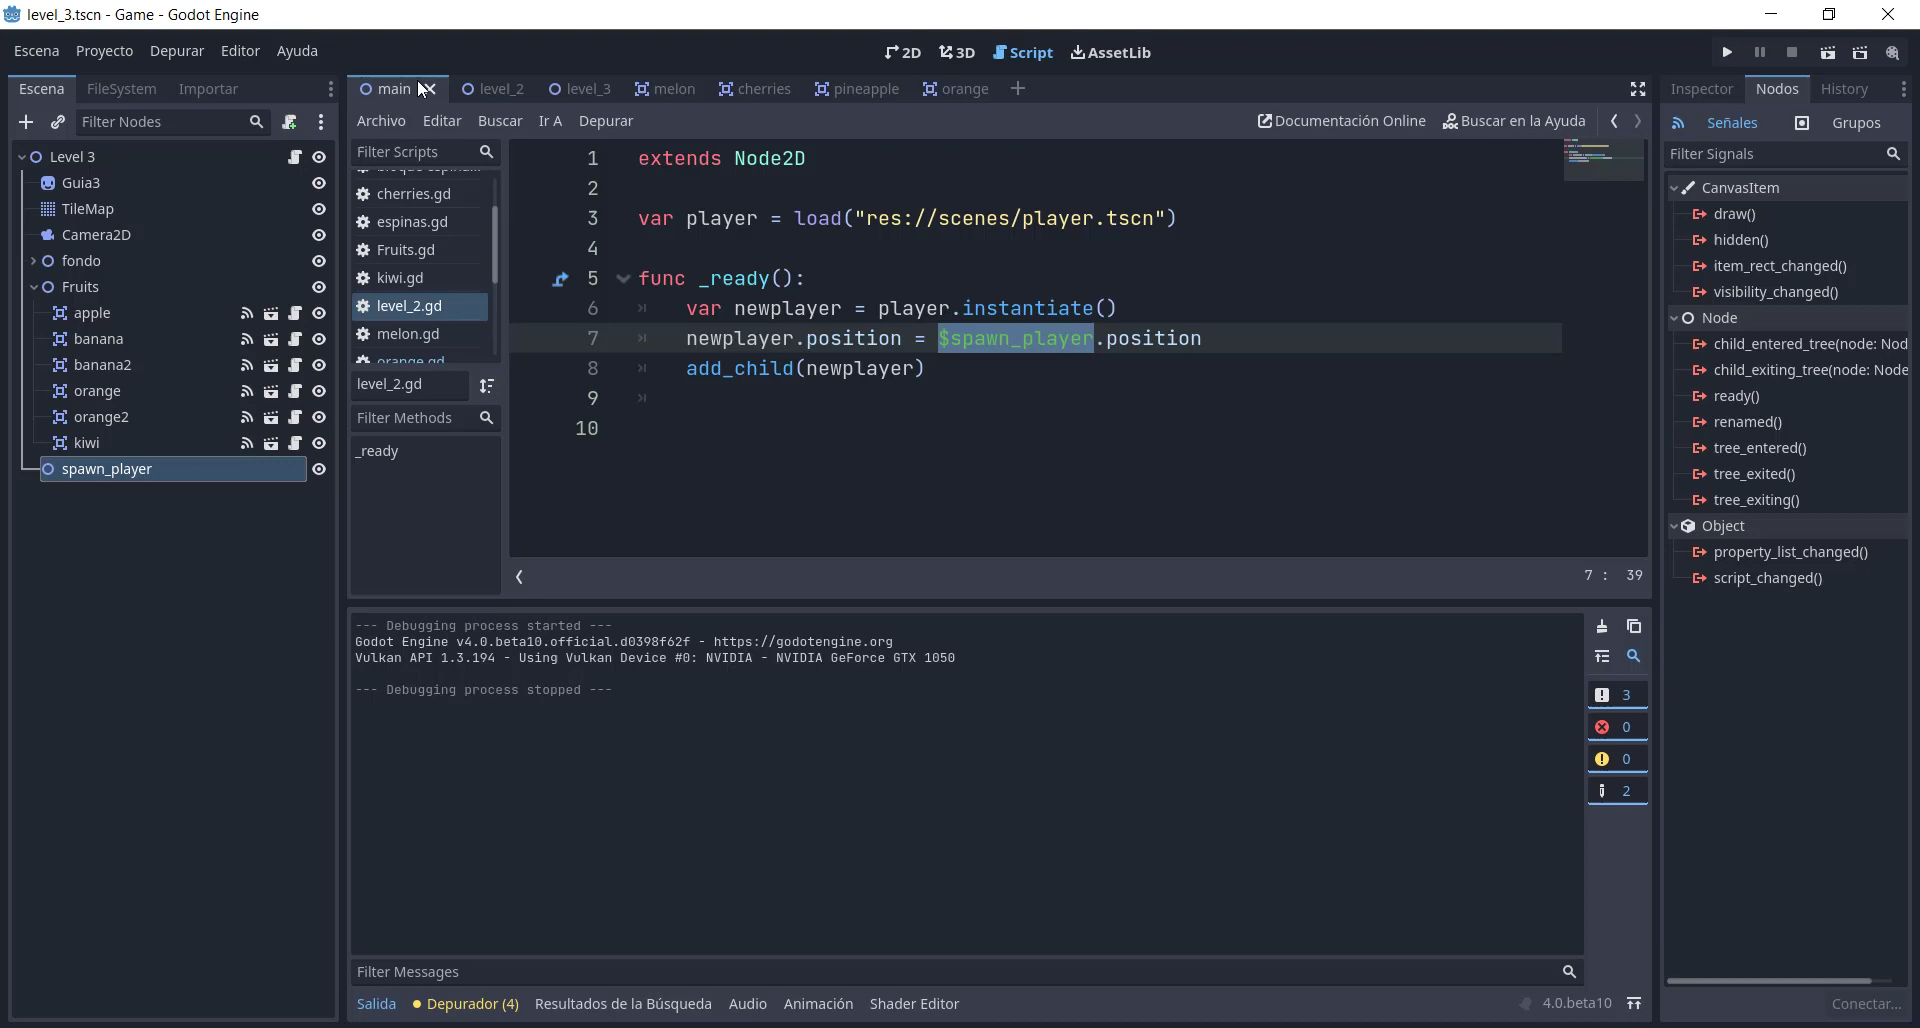 level_3.tscn - Game - Godot Engine
Escena Proyecto Depurar Editor Ayuda
2D 3D Script AssetLib
Escena FileSystem Importar
main level_2 level_3 melon cherries pineapple orange
Inspector Nodos History
Filter Nodes
Archivo Editar Buscar Ir A Depurar
Documentación Online Buscar en la Ayuda
Señales Grupos
Level 3
Guia3
TileMap
Camera2D
fondo
Fruits
apple
banana
banana2
orange
orange2
kiwi
spawn_player
Filter Scripts
cherries.gd
espinas.gd
Fruits.gd
kiwi.gd
level_2.gd
melon.gd
orange.gd
level_2.gd
Filter Methods
_ready
1 extends Node2D
2
3 var player = load("res://scenes/player.tscn")
4
5 func _ready():
6 var newplayer = player.instantiate()
7 newplayer.position = $spawn_player.position
8 add_child(newplayer)
9
10
7 : 39
Filter Signals
CanvasItem
draw()
hidden()
item_rect_changed()
visibility_changed()
Node
child_entered_tree(node: Nod
child_exiting_tree(node: Node
ready()
renamed()
tree_entered()
tree_exited()
tree_exiting()
Object
property_list_changed()
script_changed()
--- Debugging process started ---
Godot Engine v4.0.beta10.official.d0398f62f - https://godotengine.org
Vulkan API 1.3.194 - Using Vulkan Device #0: NVIDIA - NVIDIA GeForce GTX 1050
--- Debugging process stopped ---
3
0
0
2
Filter Messages
Salida Depurador (4) Resultados de la Búsqueda Audio Animación Shader Editor
4.0.beta10
Conectar...